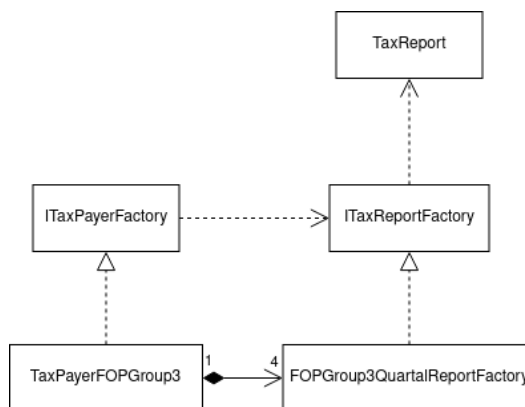 TaxReport
ITaxPayerFactory
ITaxReportFactory
TaxPayerFOPGroup3
1
4
FOPGroup3QuartalReportFactory